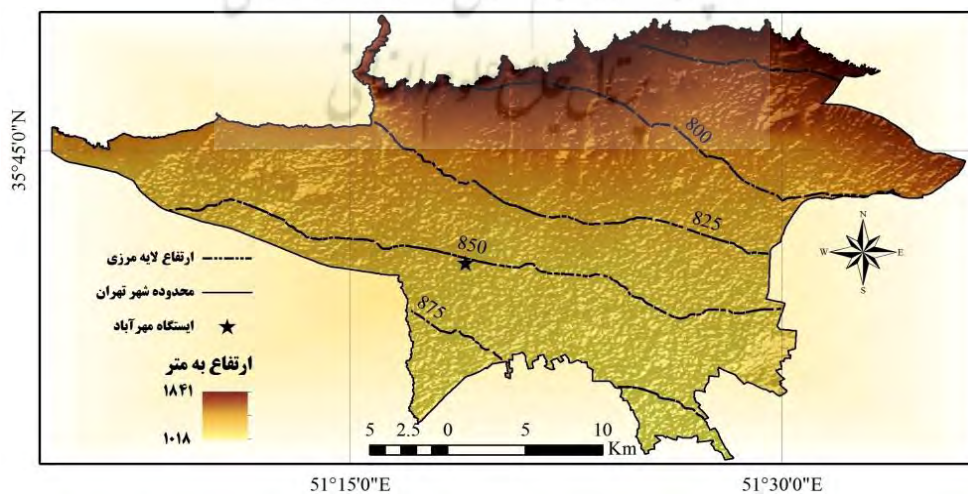 35°45'0"N
800
825
850
875
N
W E
S
ارتفاع لایه مرزی
محدوده شهر تهران
ایستگاه مهرآباد
ارتفاع به متر
۱۸۴۱
۱۰۱۸
5 2.5 0 5 10
Km
51°15'0"E 51°30'0"E